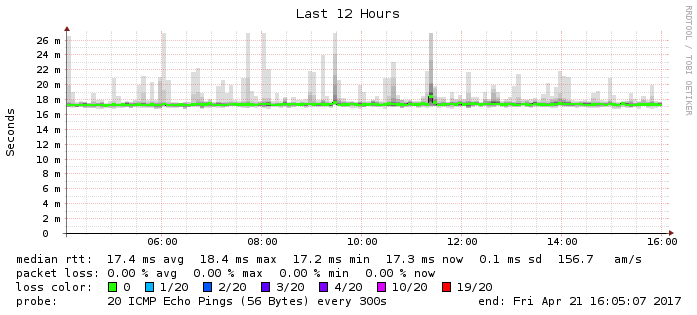 Last 12 Hours
RRDTOOL / TOBI OETIKER
Seconds
26 m
24 m
22 m
20 m
18 m
16 m
14 m
12 m
10 m
8 m
6 m
4 m
2 m
0
06:00 08:00 10:00 12:00 14:00 16:00
median rtt: 17.4 ms avg 18.4 ms max 17.2 ms min 17.3 ms now 0.1 ms sd 156.7 am/s
packet loss: 0.00 % avg 0.00 % max 0.00 % min 0.00 % now
loss color: 0 1/20 2/20 3/20 4/20 10/20 19/20
probe: 20 ICMP Echo Pings (56 Bytes) every 300s end: Fri Apr 21 16:05:07 2017